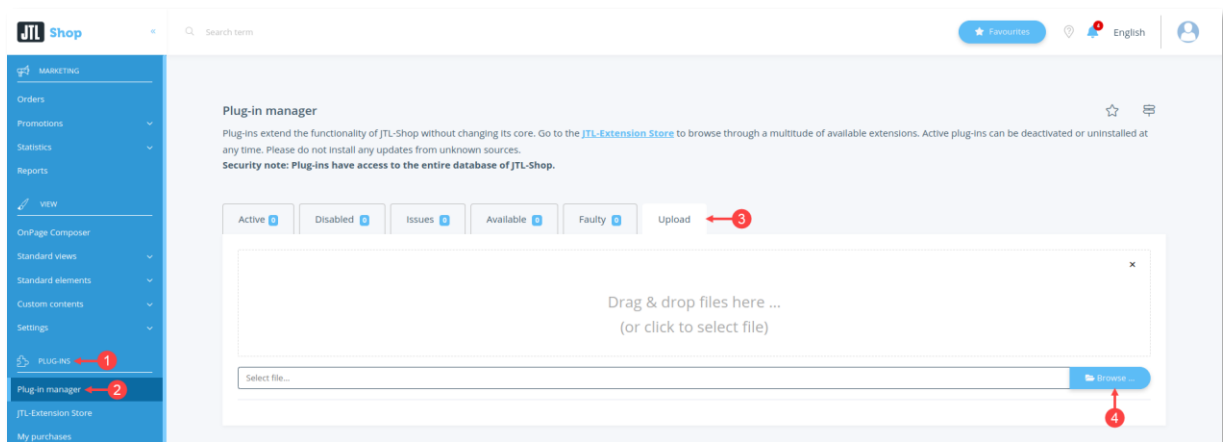 JTL Shop «
Search term
Favourites
4
English
MARKETING
Orders
Promotions
Statistics
Reports
VIEW
OnPage Composer
Standard views
Standard elements
Custom contents
Settings
PLUG-INS
1
Plug-in manager
2
JTL-Extension Store
My purchases
Plug-in manager
Plug-ins extend the functionality of JTL-Shop without changing its core. Go to the JTL-Extension Store to browse through a multitude of available extensions. Active plug-ins can be deactivated or uninstalled at
any time. Please do not install any updates from unknown sources.
Security note: Plug-ins have access to the entire database of JTL-Shop.
Active 0 Disabled 0 Issues 0 Available 0 Faulty 0 Upload 3
×
Drag & drop files here ...
(or click to select file)
Select file... Browse ...
4